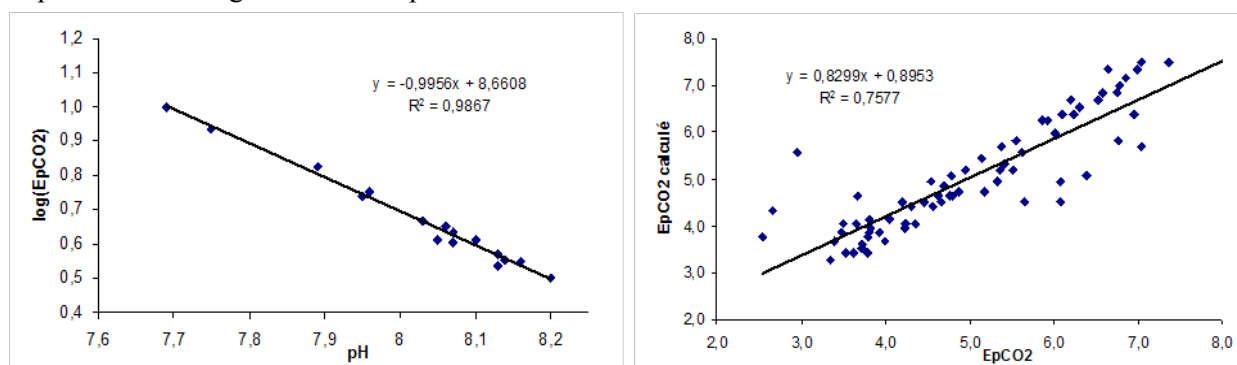 1,2
1,1
1,0
0,9
0,8
0,7
0,6
0,5
0,4
log(EpCO2)
y = -0,9956x + 8,6608
R² = 0,9867
7,6 7,7 7,8 7,9 8 8,1 8,2
pH
8,0
7,0
6,0
5,0
4,0
3,0
2,0
EpCO2 calculé
y = 0,8299x + 0,8953
R² = 0,7577
2,0 3,0 4,0 5,0 6,0 7,0 8,0
EpCO2